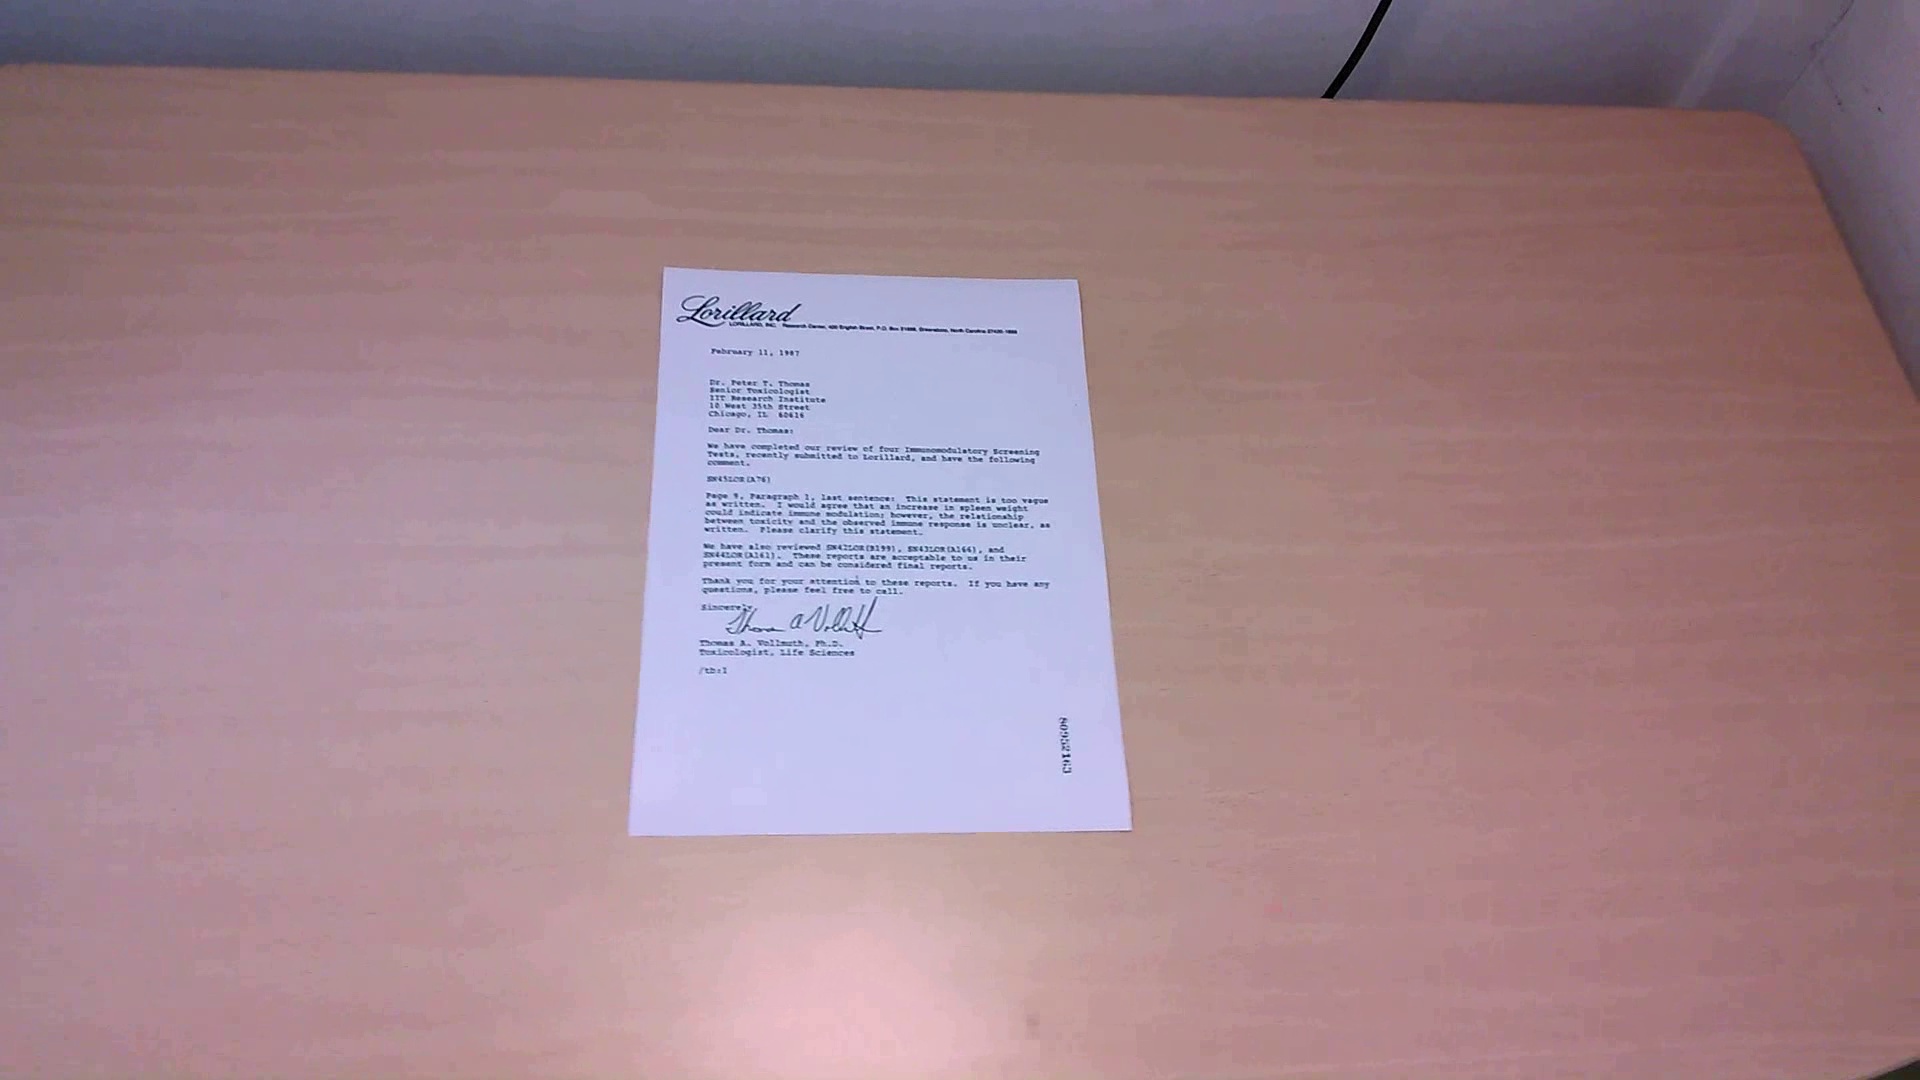 Lorillard
LORILLARD, INC. Research Center, 420 English Street, P.O. Box 21688, Greensboro, North Carolina 27420-1688
February 11, 1987
Dr. Peter T. Thomas
Senior Toxicologist
IIT Research Institute
10 West 35th Street
Chicago, IL 60616
Dear Dr. Thomas:
We have completed our review of four Immunomodulatory Screening
Tests, recently submitted to Lorillard, and have the following
comment.
SN45LOR(A76)
Page 9, Paragraph 1, last sentence: This statement is too vague
as written. I would agree that an increase in spleen weight
could indicate immune modulation; however, the relationship
between toxicity and the observed immune response is unclear, as
written. Please clarify this statement.
We have also reviewed SN42LOR(B199), SN43LOR(A166), and
SN44LOR(A161). These reports are acceptable to us in their
present form and can be considered final reports.
Thank you for your attention to these reports. If you have any
questions, please feel free to call.
Sincerely
Thomas A Vollmuth
Thomas A. Vollmuth, Ph.D.
Toxicologist, Life Sciences
/tb:1
80952163